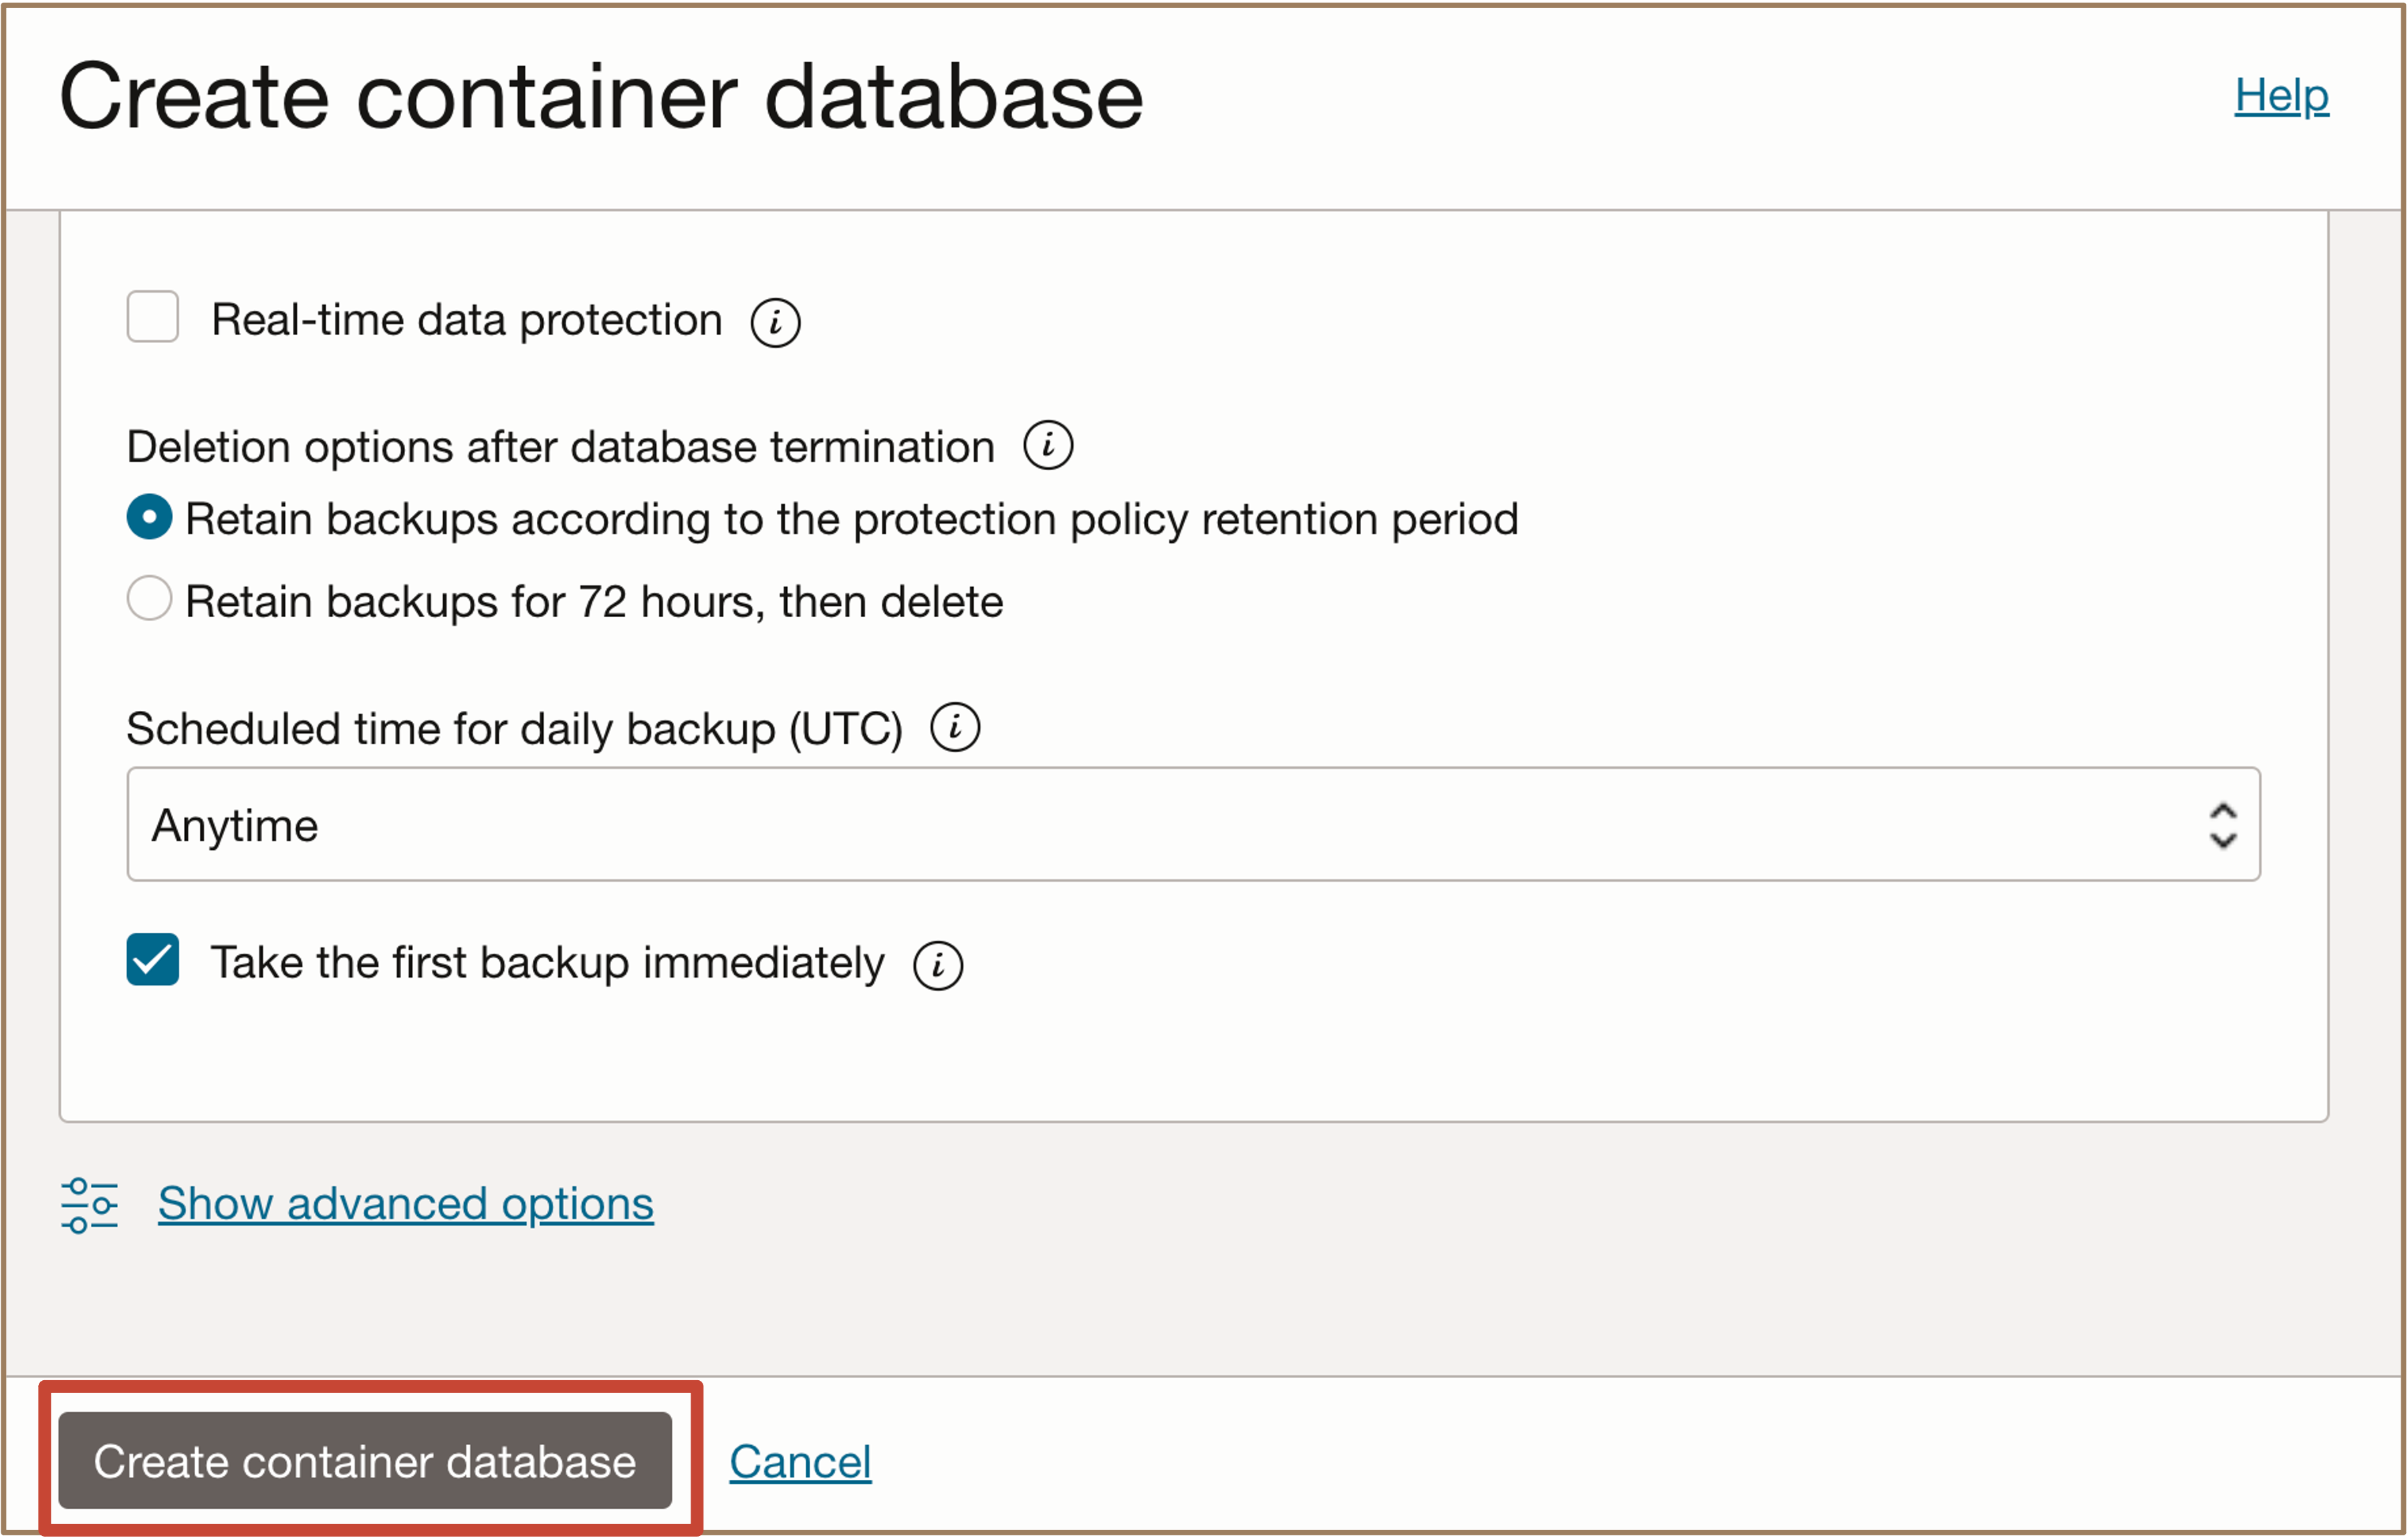 Create container database
Help
Real-time data protection
Deletion options after database termination
Retain backups according to the protection policy retention period
Retain backups for 72 hours, then delete
Scheduled time for daily backup (UTC)
Anytime
Take the first backup immediately
Show advanced options
Create container database
Cancel